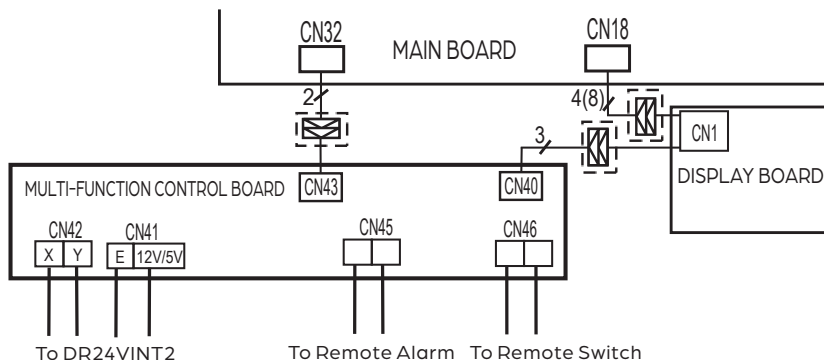 CN32
MAIN BOARD
CN18
2
4(8)
3
CN1
DISPLAY BOARD
MULTI-FUNCTION CONTROL BOARD
CN43
CN40
CN42
CN41
CN45
CN46
X Y
E 12V/5V
To DR24VINT2
To Remote Alarm
To Remote Switch